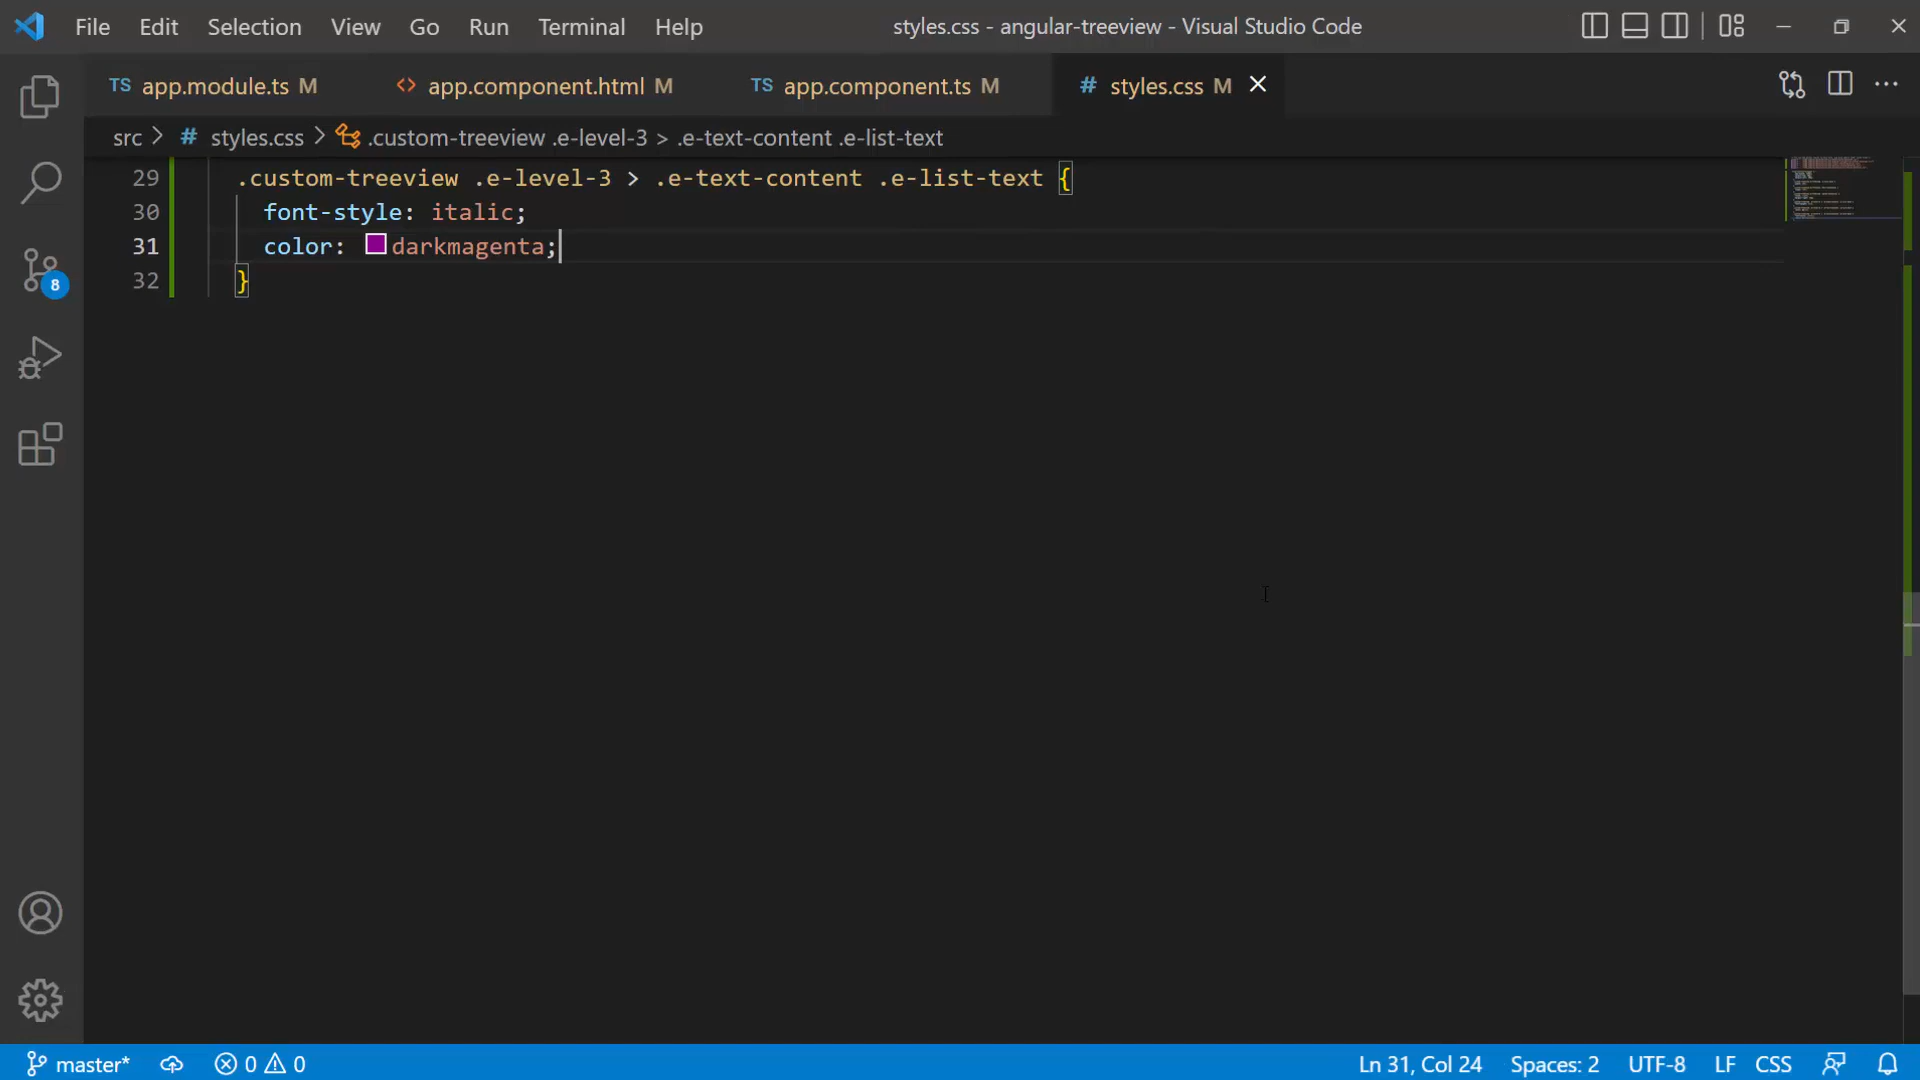 File Edit Selection View Go Run Terminal Help styles.css - angular-treeview - Visual Studio Code
TS app.module.ts M <> app.component.html M TS app.component.ts M # styles.css M
src > # styles.css > .custom-treeview .e-level-3 > .e-text-content .e-list-text
29 .custom-treeview .e-level-3 > .e-text-content .e-list-text {
30 font-style: italic;
31 color: darkmagenta;
32 }
8
master* 0 0 Ln 31, Col 24 Spaces: 2 UTF-8 LF CSS